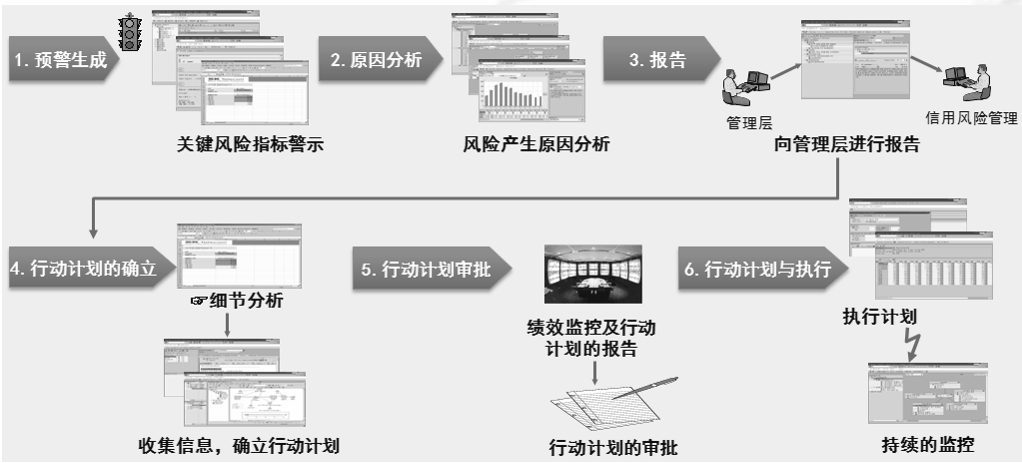 1. 预警生成
关键风险指标警示
2. 原因分析
风险产生原因分析
3. 报告
管理层
信用风险管理
向管理层进行报告
4. 行动计划的确立
☞细节分析
收集信息，确立行动计划
5. 行动计划审批
绩效监控及行动
计划的报告
行动计划的审批
6. 行动计划与执行
执行计划
持续的监控